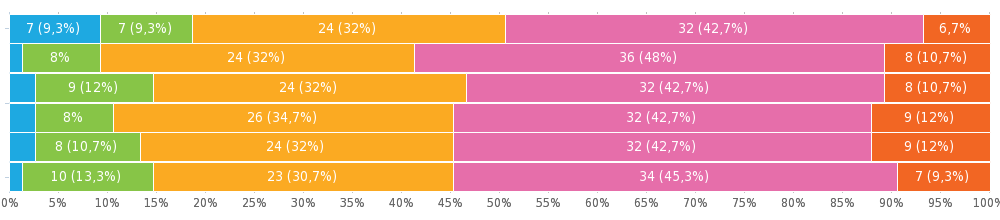 7 (9,3%) 7 (9,3%) 24 (32%) 32 (42,7%) 6,7%
8% 24 (32%) 36 (48%) 8 (10,7%)
9 (12%) 24 (32%) 32 (42,7%) 8 (10,7%)
8% 26 (34,7%) 32 (42,7%) 9 (12%)
8 (10,7%) 24 (32%) 32 (42,7%) 9 (12%)
10 (13,3%) 23 (30,7%) 34 (45,3%) 7 (9,3%)
0% 5% 10% 15% 20% 25% 30% 35% 40% 45% 50% 55% 60% 65% 70% 75% 80% 85% 90% 95% 100%